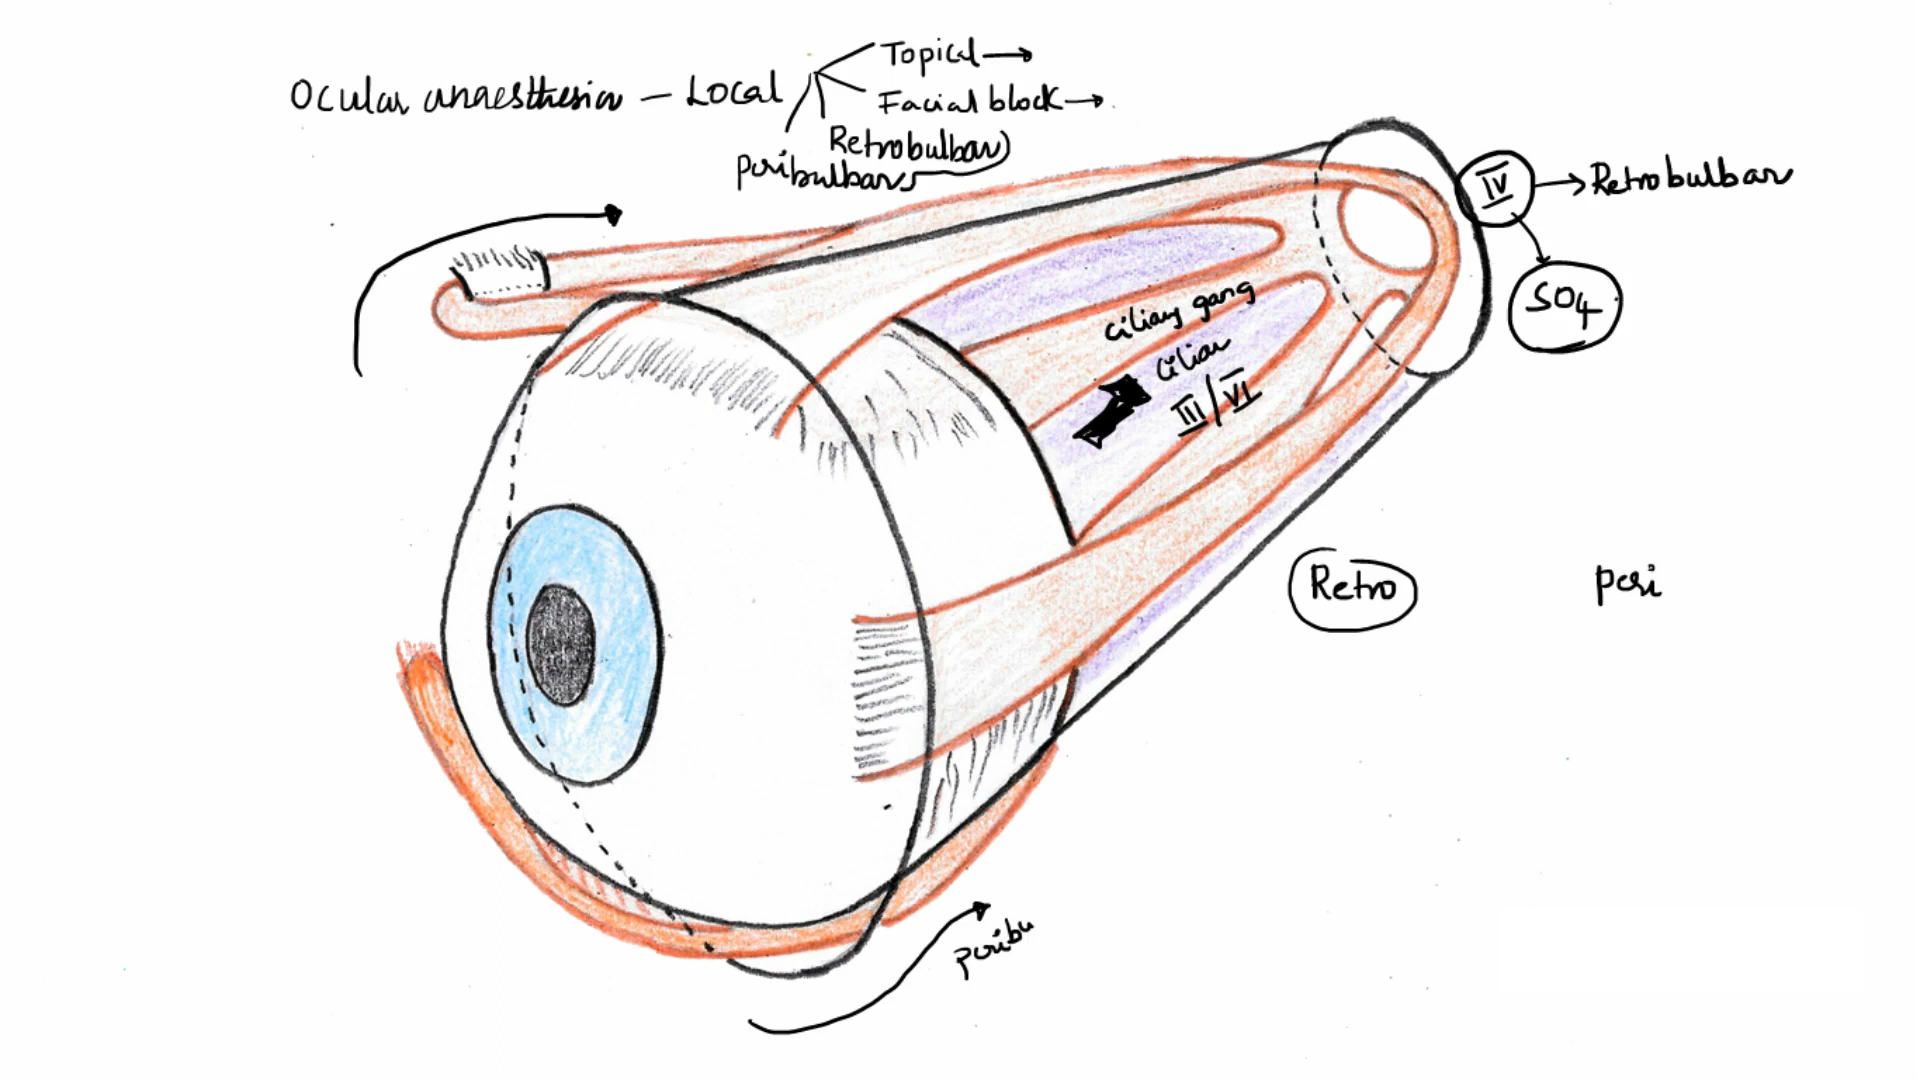 Ocular anaesthesia – Local
Topical →
Facial block →
Retrobulbar
Peribulbar
IV → Retrobulbar
SO4
ciliary gang
ciliar
III/VI
Retro
peri
peribu